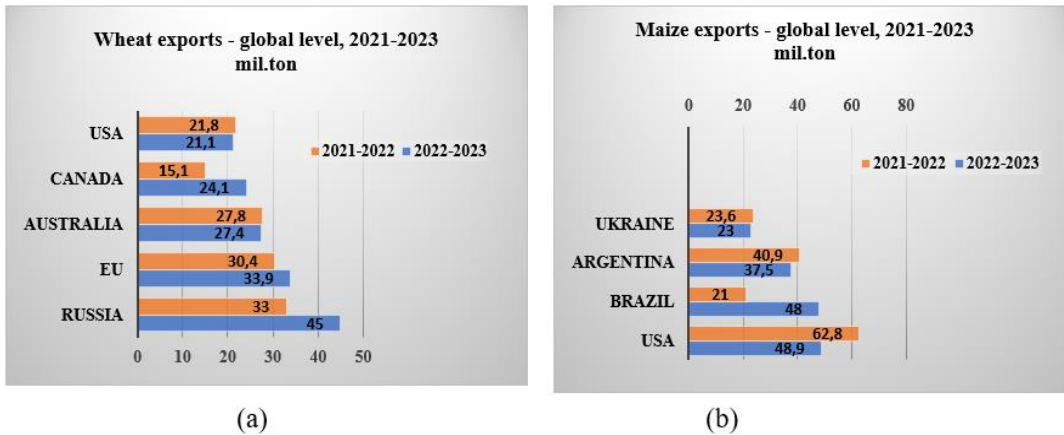 Wheat exports - global level, 2021-2023
mil.ton
2021-2022 2022-2023
USA 21,8
21,1
CANADA 15,1
24,1
AUSTRALIA 27,8
27,4
EU 30,4
33,9
RUSSIA 33
45
0 10 20 30 40 50
(a)
Maize exports - global level, 2021-2023
mil.ton
0 20 40 60 80
2021-2022 2022-2023
UKRAINE 23,6
23
ARGENTINA 40,9
37,5
BRAZIL 21
48
USA 62,8
48,9
(b)